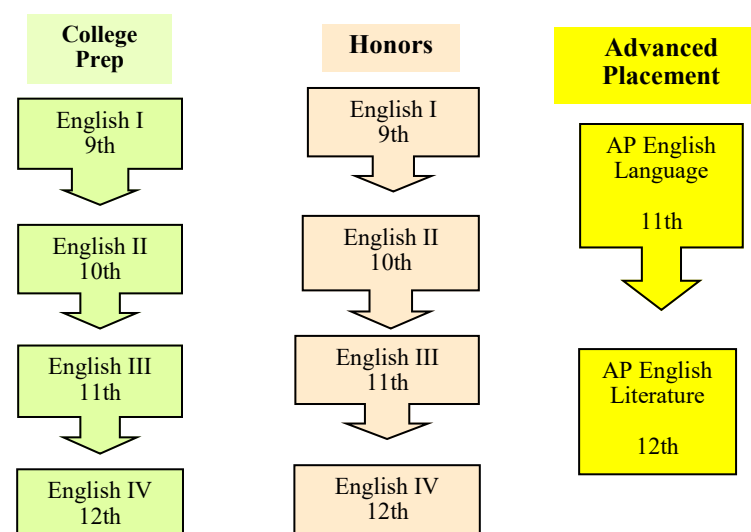 College
Prep
English I
9th
English II
10th
English III
11th
English IV
12th
Honors
English I
9th
English II
10th
English III
11th
English IV
12th
Advanced
Placement
AP English
Language
11th
AP English
Literature
12th